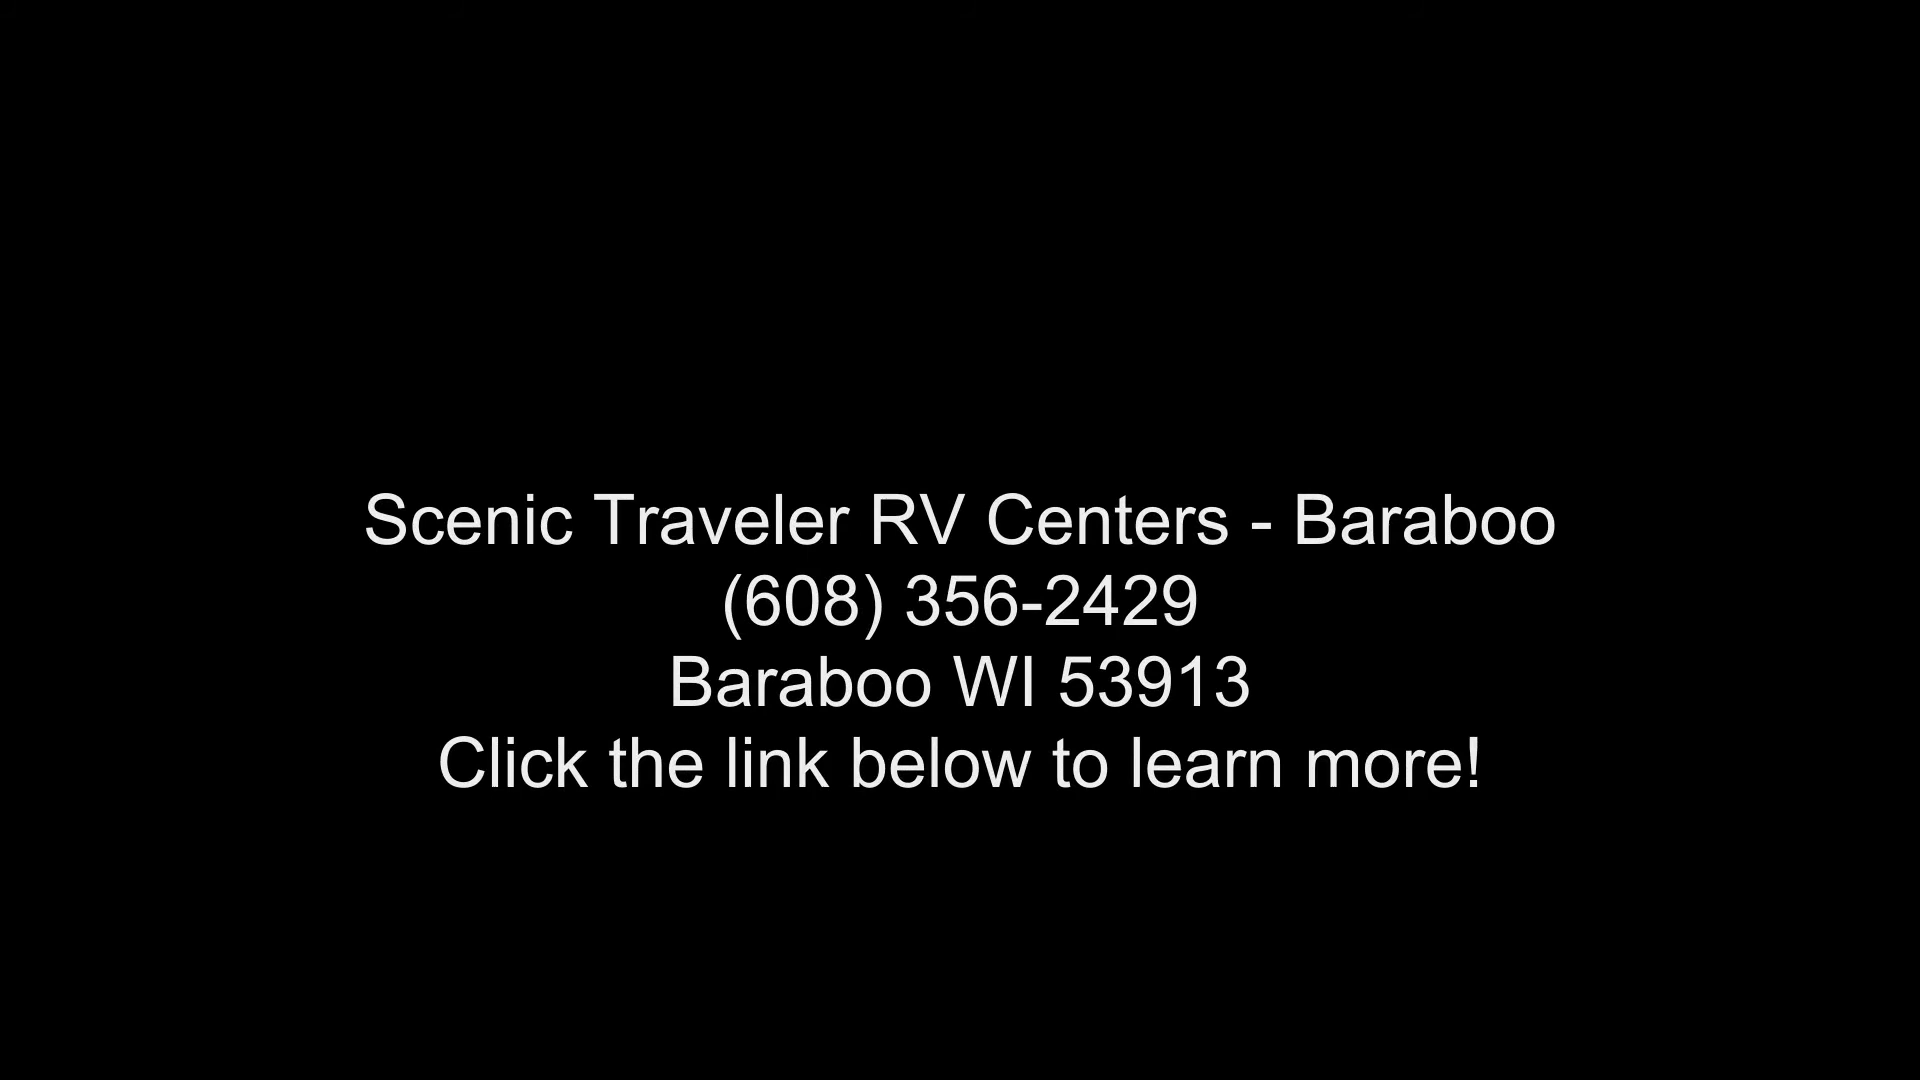 Scenic Traveler RV Centers - Baraboo
(608) 356-2429
Baraboo WI 53913
Click the link below to learn more!